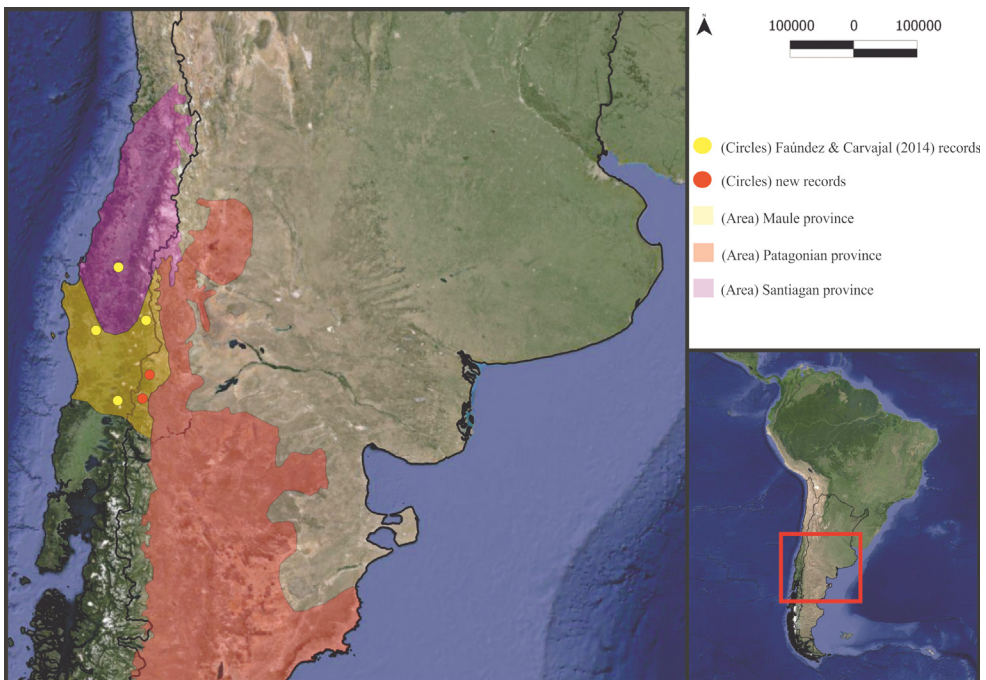 N
100000 0 100000
(Circles) Faúndez & Carvajal (2014) records
(Circles) new records
(Area) Maule province
(Area) Patagonian province
(Area) Santiagan province